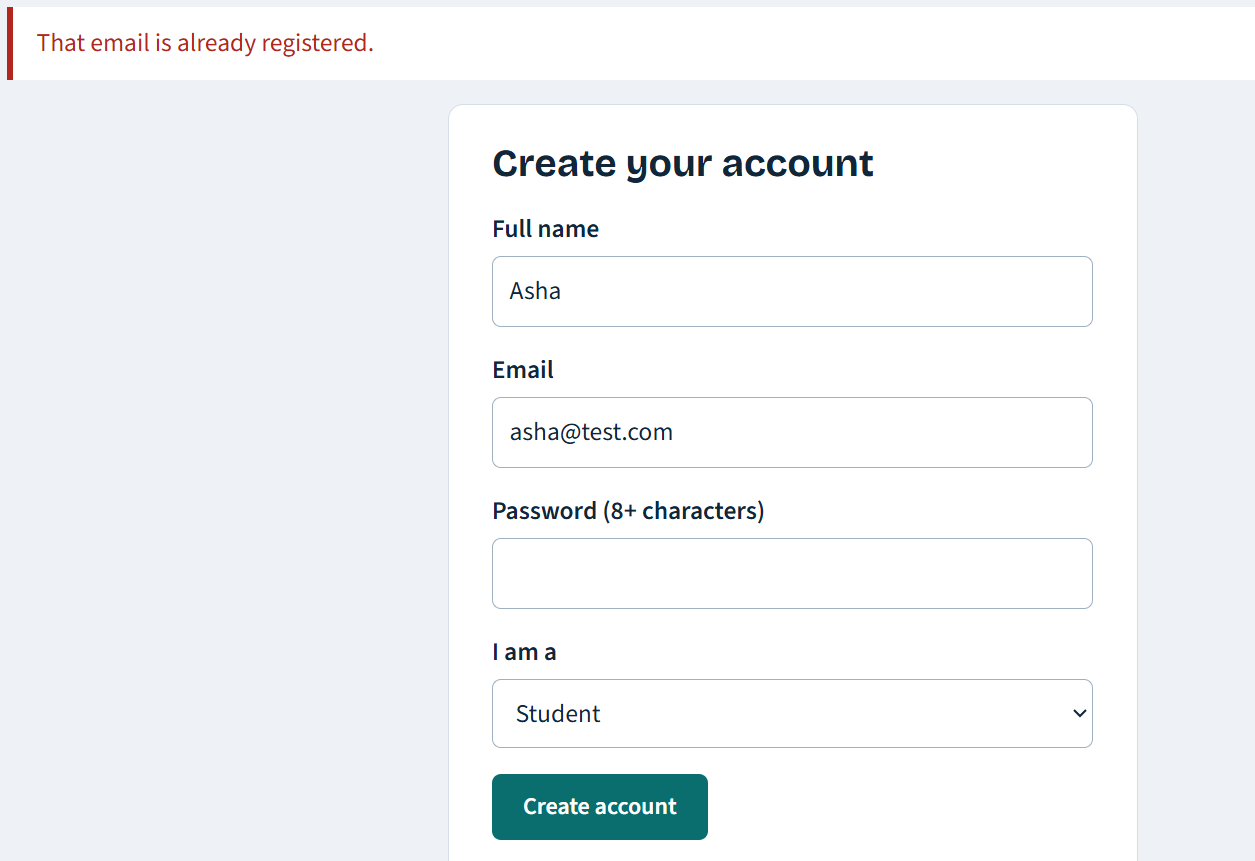 That email is already registered.
Create your account
Full name
Asha
Email
asha@test.com
Password (8+ characters)
I am a
Student
Create account